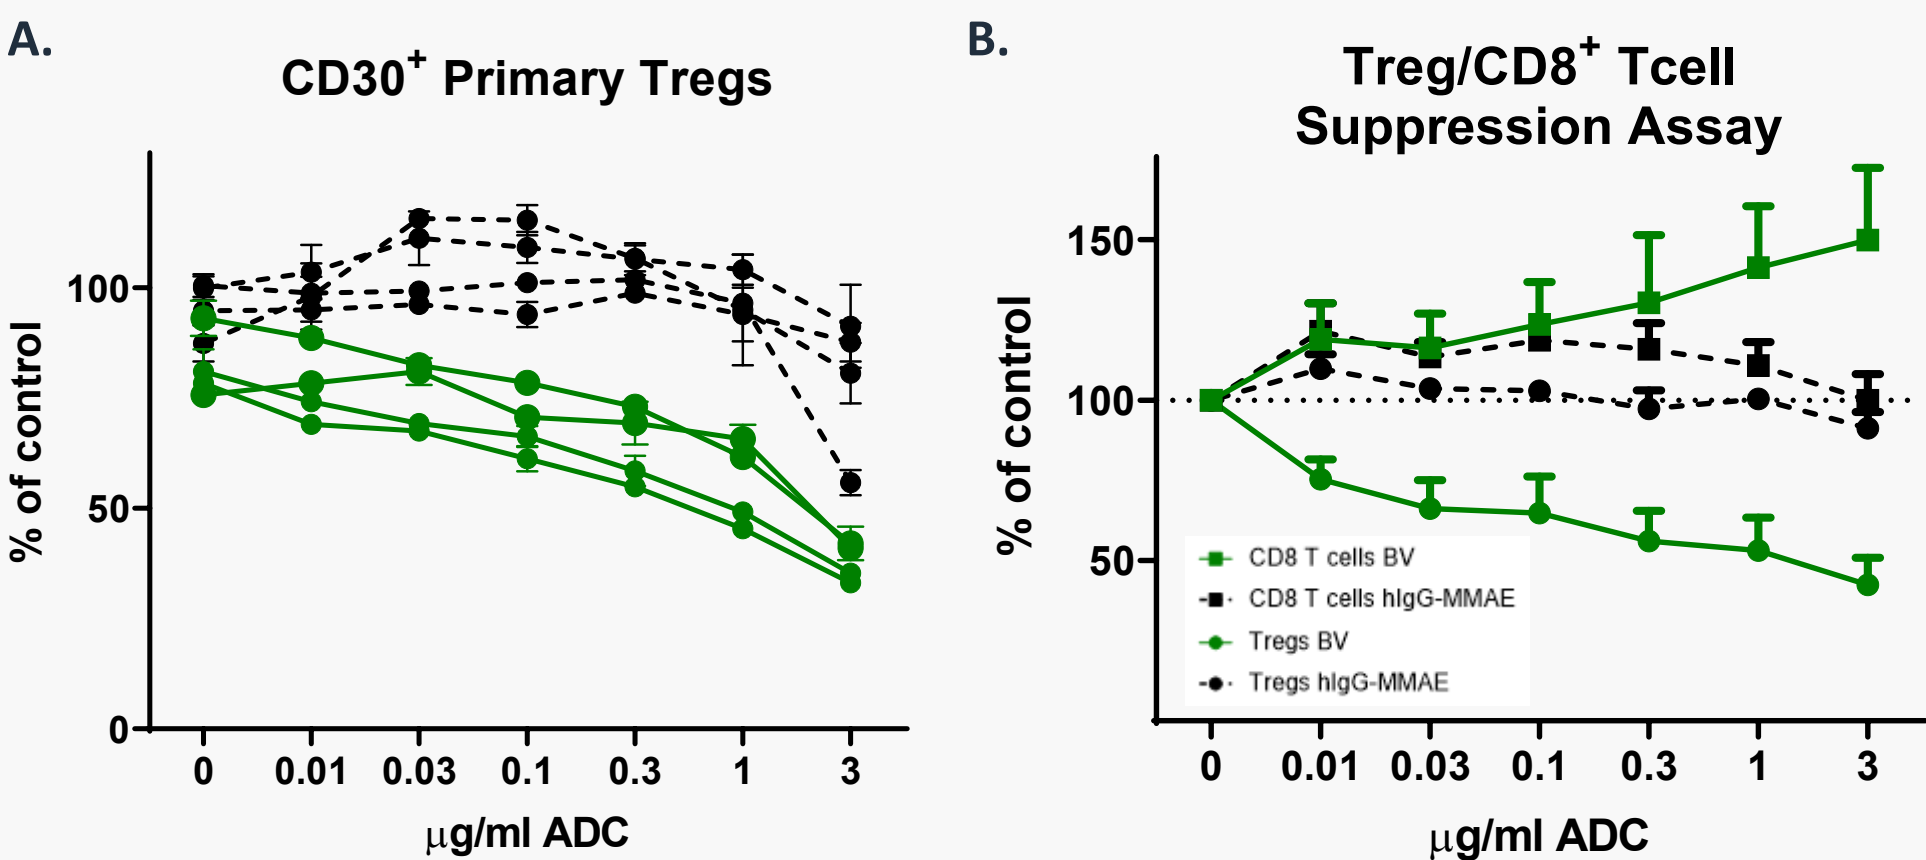 A.
CD30+ Primary Tregs
% of control
100
50
0
0 0.01 0.03 0.1 0.3 1 3
μg/ml ADC
B.
Treg/CD8+ Tcell
Suppression Assay
% of control
150
100
50
CD8 T cells BV
CD8 T cells hIgG-MMAE
Tregs BV
Tregs hIgG-MMAE
0 0.01 0.03 0.1 0.3 1 3
μg/ml ADC